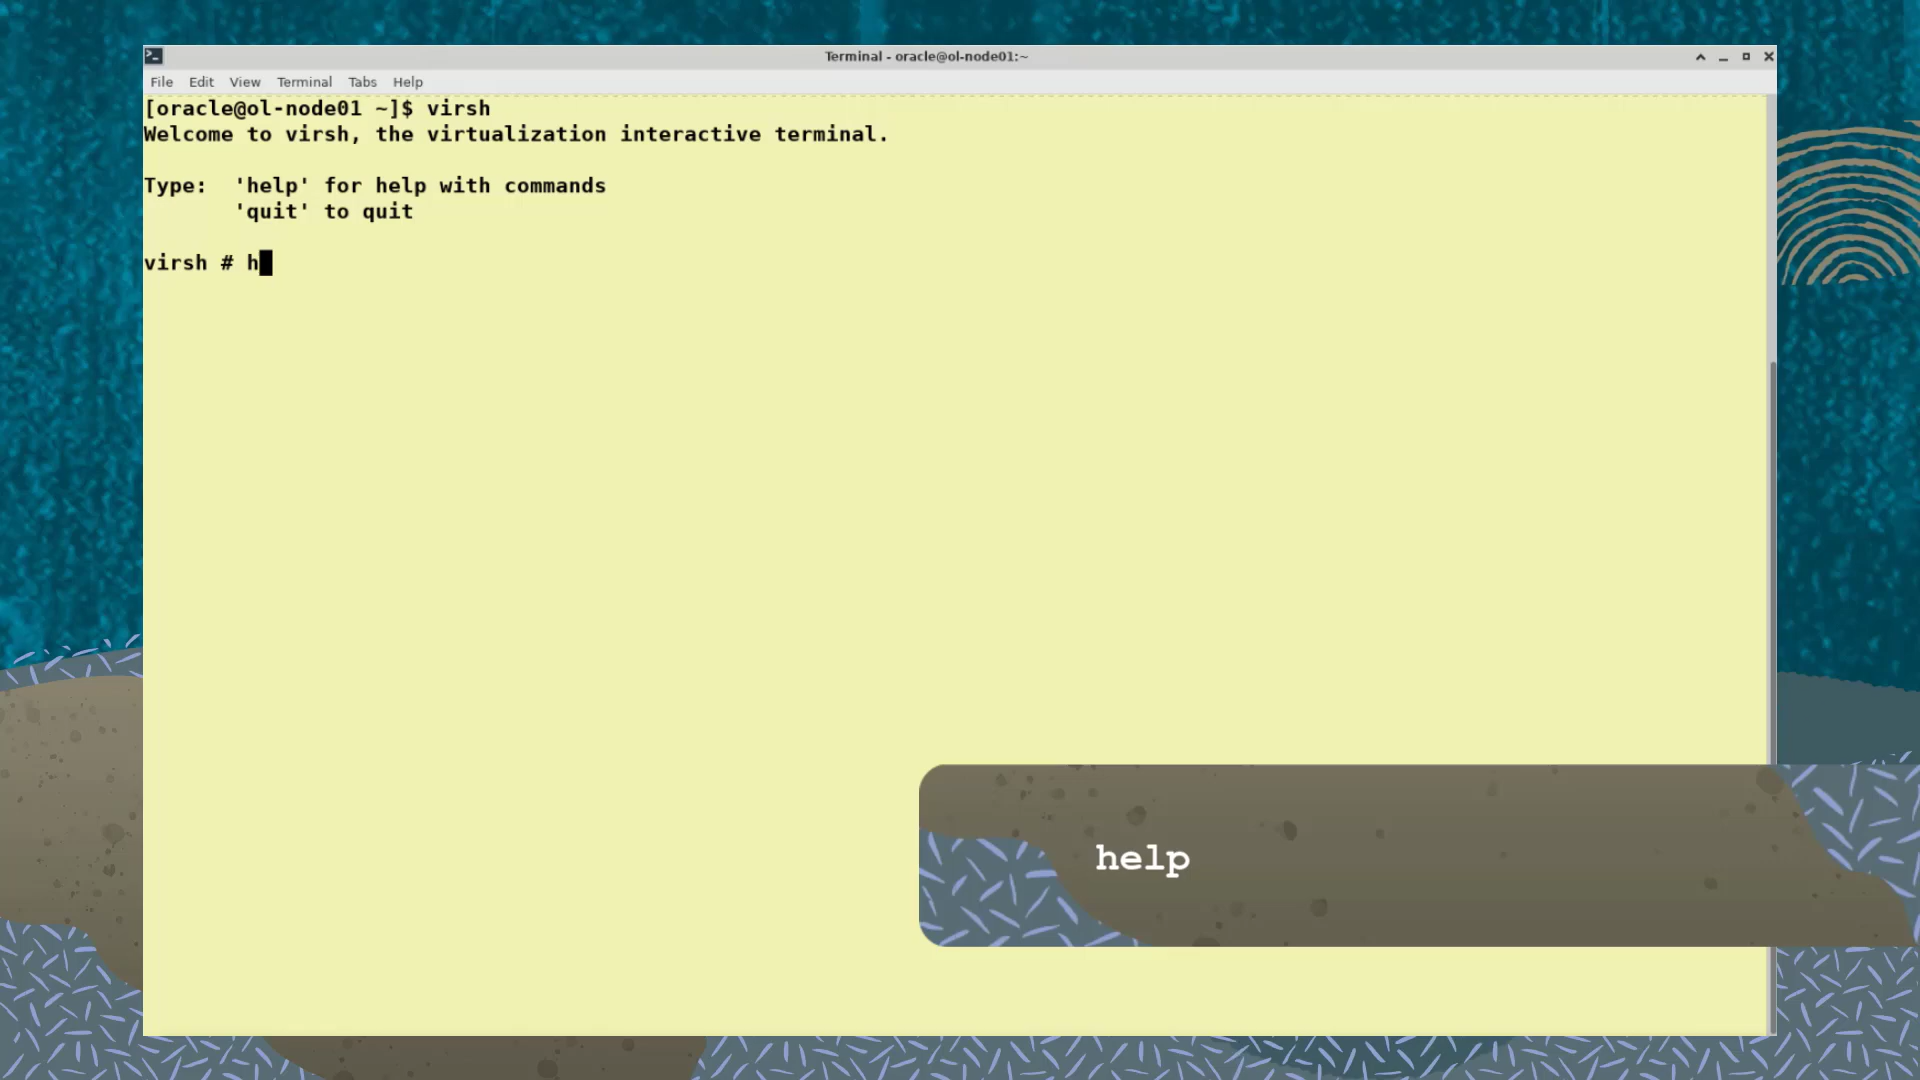 Terminal - oracle@ol-node01:~
File Edit View Terminal Tabs Help
[oracle@ol-node01 ~]$ virsh
Welcome to virsh, the virtualization interactive terminal.
Type:  'help' for help with commands
       'quit' to quit
virsh # h
help